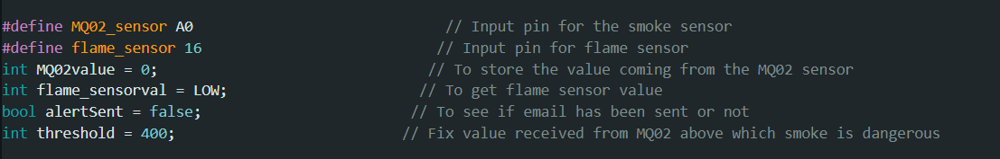 #define MQ02_sensor A0 // Input pin for the smoke sensor
#define flame_sensor 16 // Input pin for flame sensor
int MQ02value = 0; // To store the value coming from the MQ02 sensor
int flame_sensorval = LOW; // To get flame sensor value
bool alertSent = false; // To see if email has been sent or not
int threshold = 400; // Fix value received from MQ02 above which smoke is dangerous